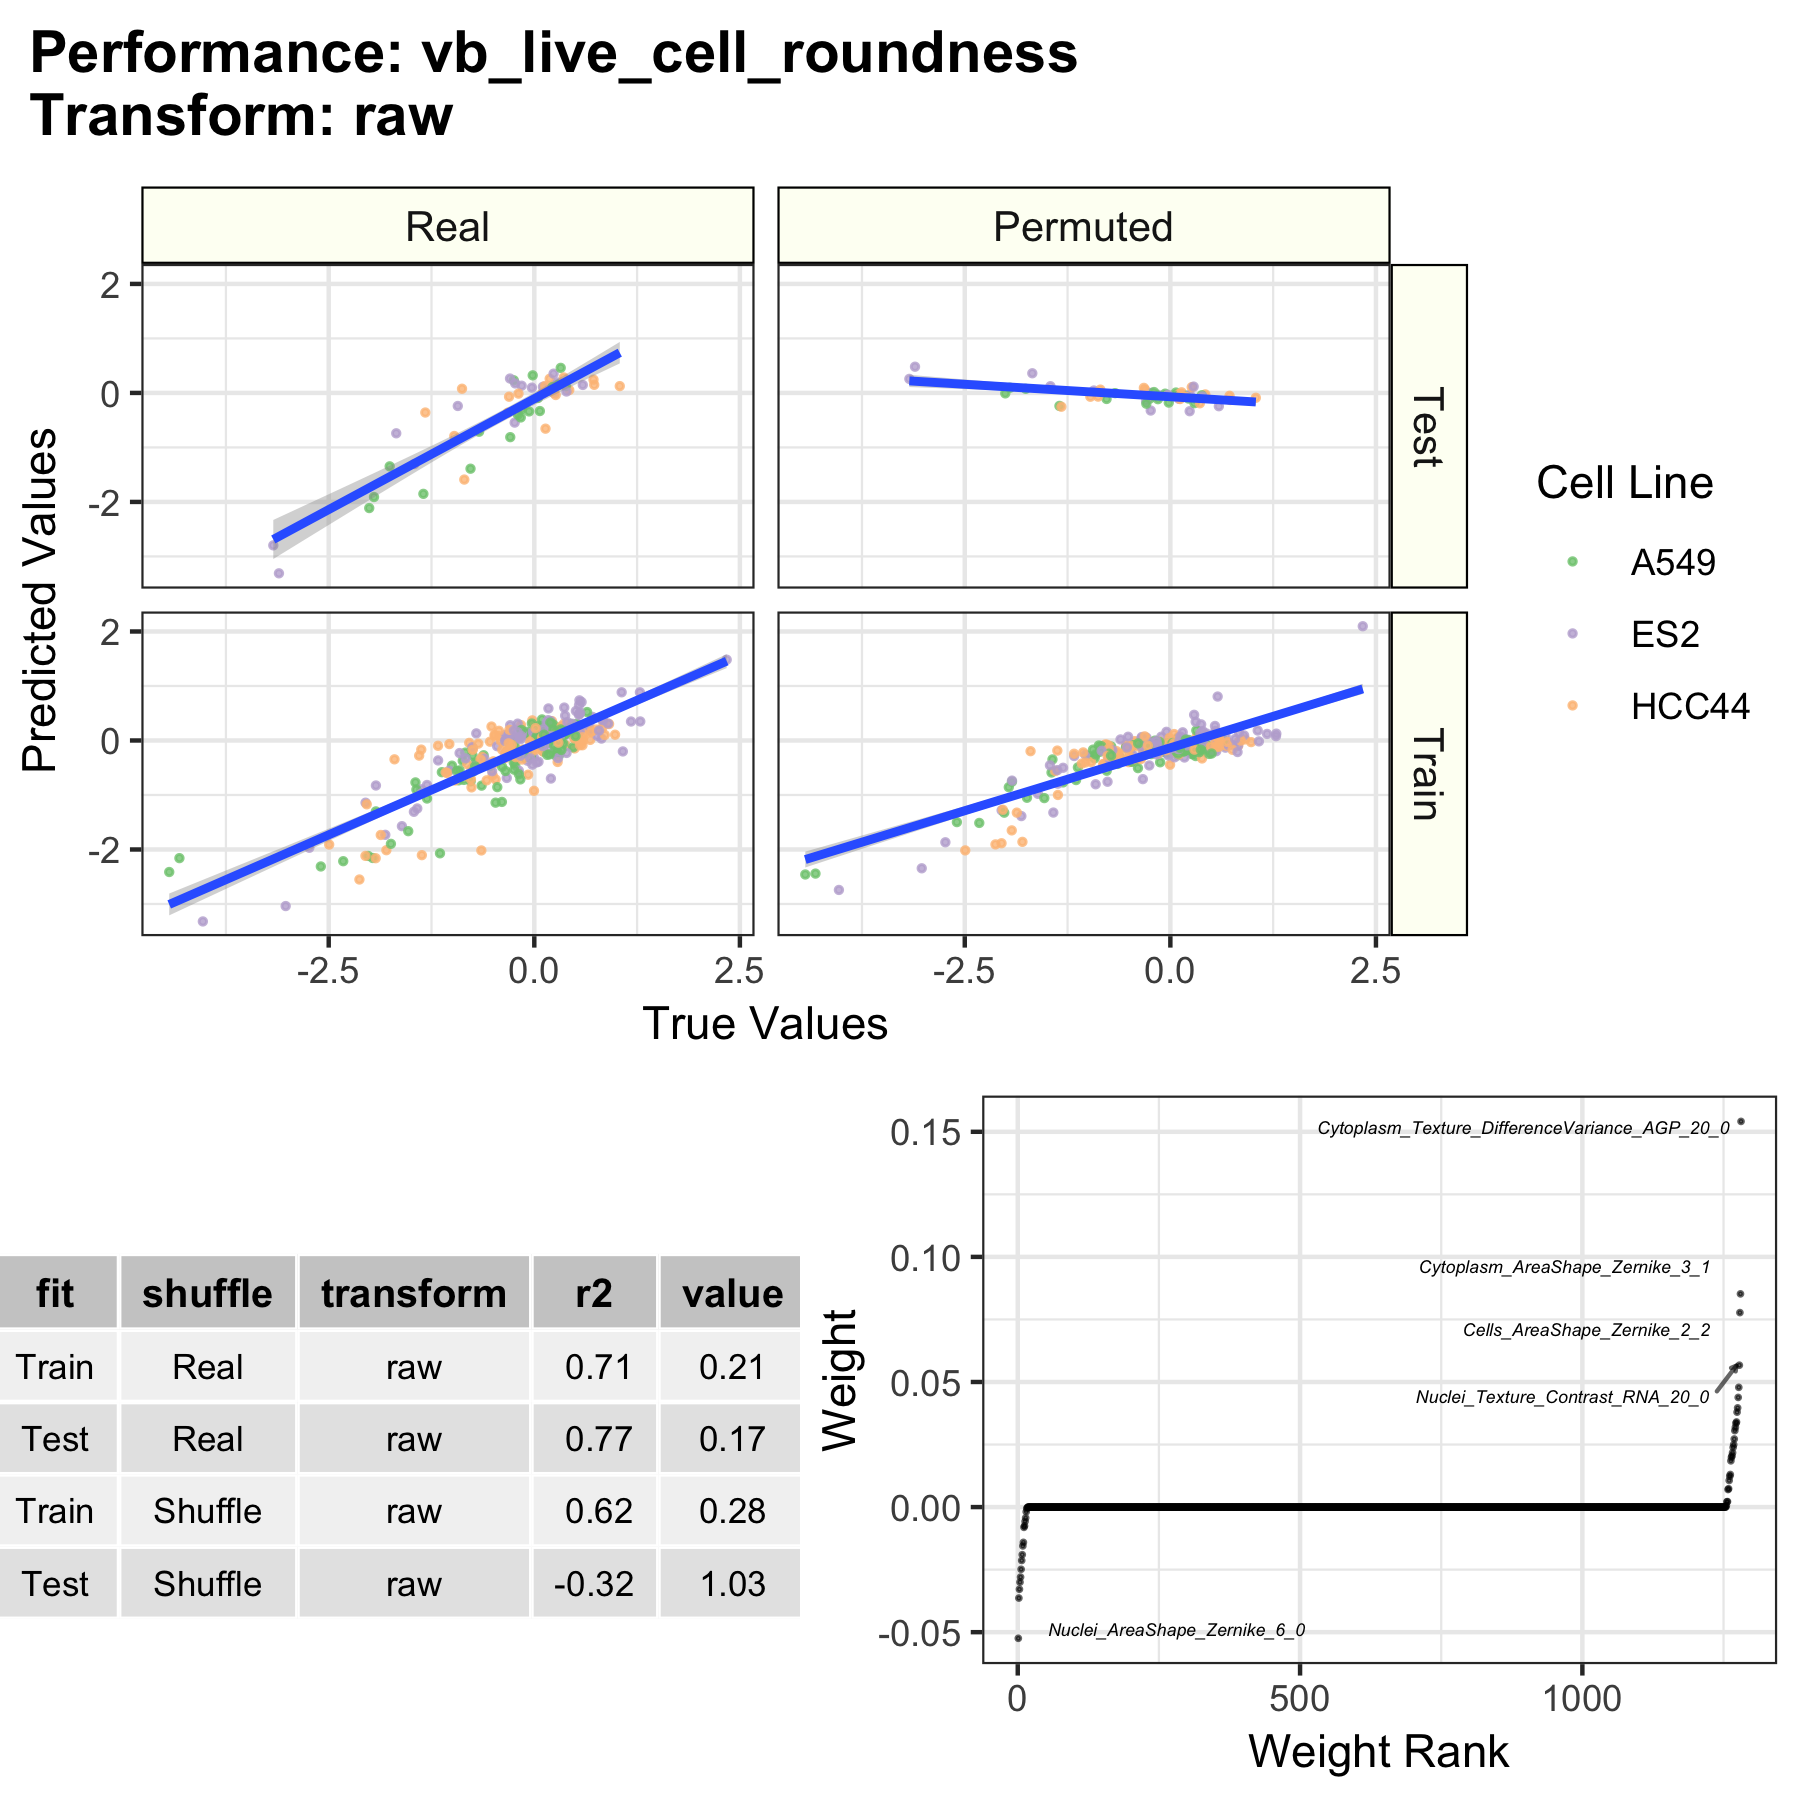 Performance: vb_live_cell_roundness
Transform: raw
Real
Permuted
2
0
-2
Test
2
0
-2
Train
Predicted Values
-2.5
0.0
2.5
-2.5
0.0
2.5
True Values
Cell Line
A549
ES2
HCC44
fit shuffle transform r2 value
Train Real raw 0.71 0.21
Test Real raw 0.77 0.17
Train Shuffle raw 0.62 0.28
Test Shuffle raw -0.32 1.03
Weight
0.15
0.10
0.05
0.00
-0.05
Cytoplasm_Texture_DifferenceVariance_AGP_20_0
Cytoplasm_AreaShape_Zernike_3_1
Cells_AreaShape_Zernike_2_2
Nuclei_Texture_Contrast_RNA_20_0
Nuclei_AreaShape_Zernike_6_0
0
500
1000
Weight Rank